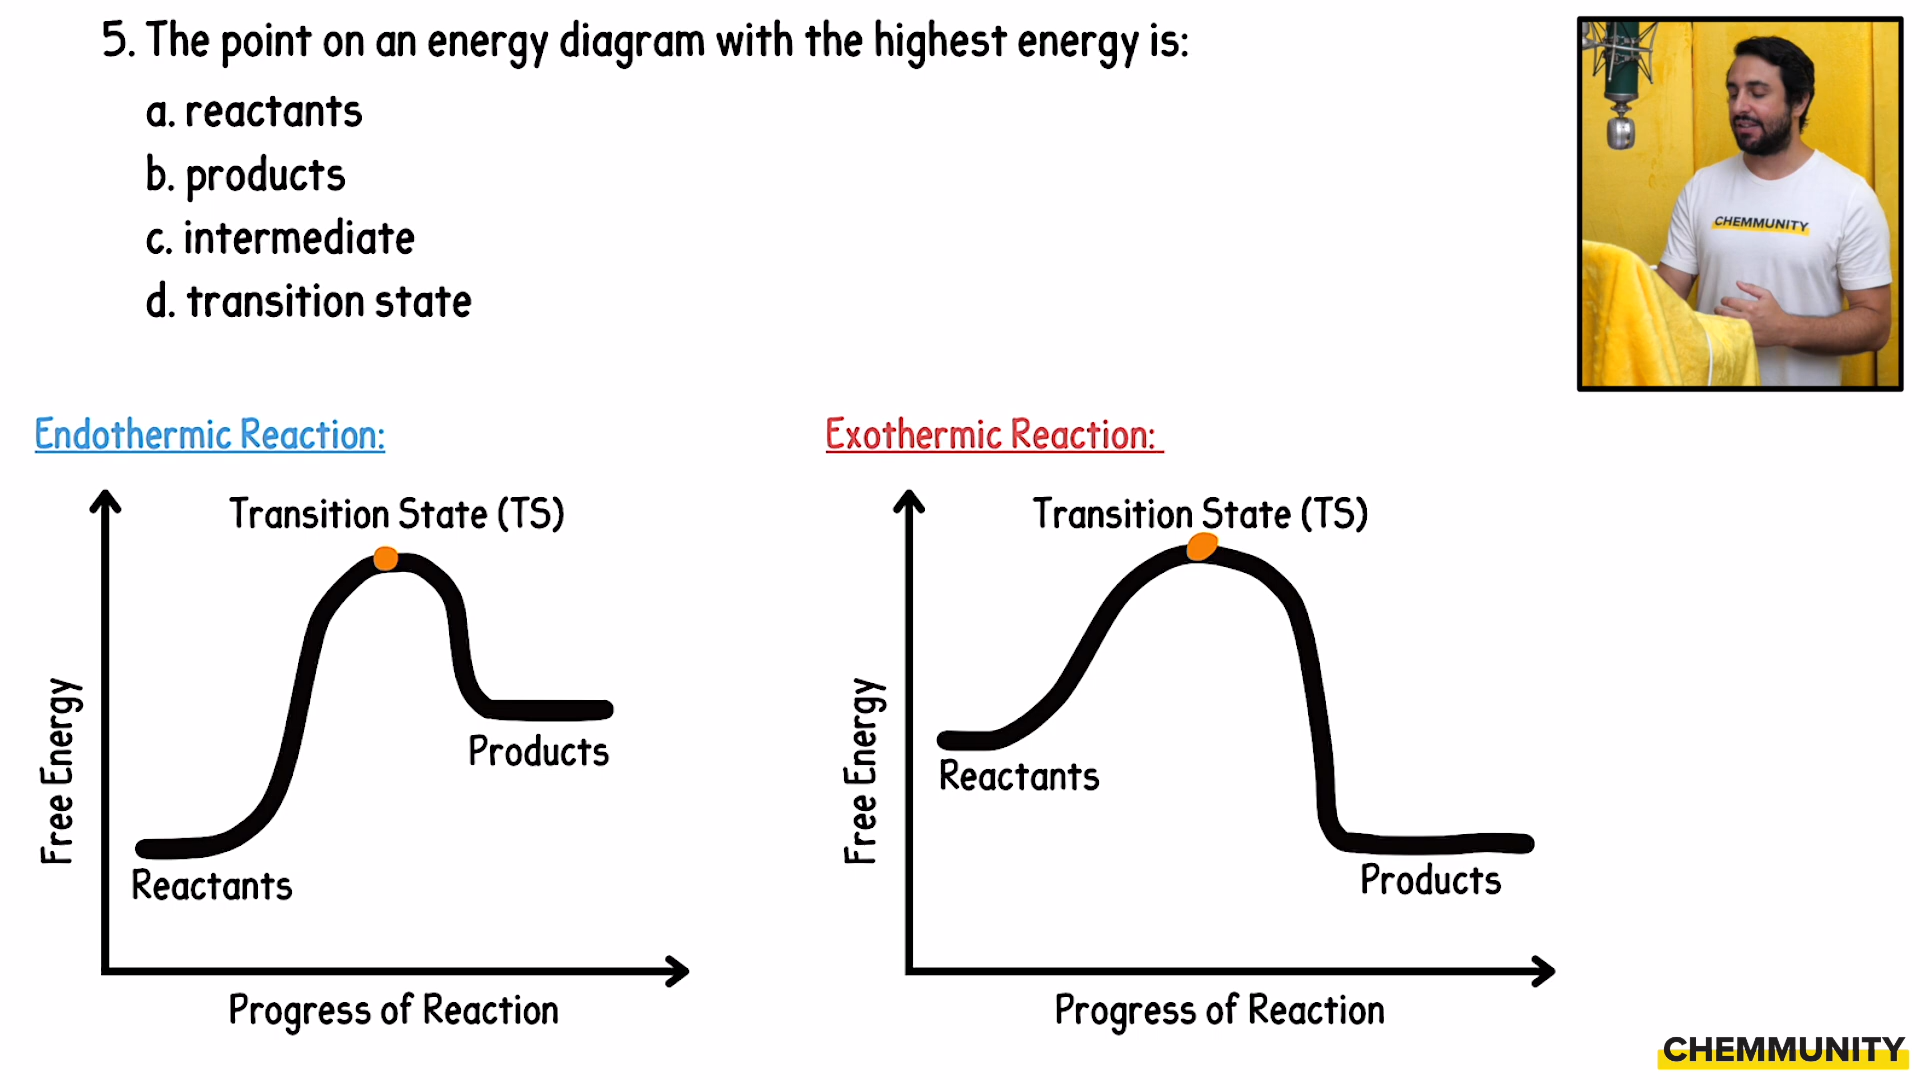 5. The point on an energy diagram with the highest energy is:
a. reactants
b. products
c. intermediate
d. transition state
CHEMMUNITY
Endothermic Reaction:
Transition State (TS)
Free Energy
Products
Reactants
Progress of Reaction
Exothermic Reaction:
Transition State (TS)
Free Energy
Reactants
Products
Progress of Reaction
CHEMMUNITY